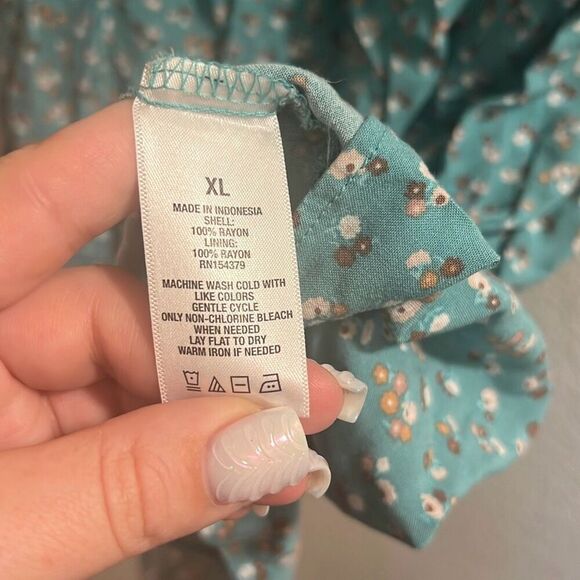 XL
MADE IN INDONESIA
SHELL:
100% RAYON
LINING:
100% RAYON
RN154379
MACHINE WASH COLD WITH
LIKE COLORS
GENTLE CYCLE
ONLY NON-CHLORINE BLEACH
WHEN NEEDED
LAY FLAT TO DRY
WARM IRON IF NEEDED